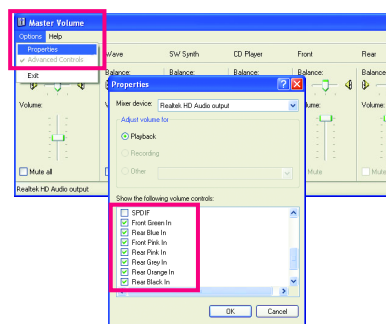 Master Volume
Options Help
Properties
Advanced Controls
Exit
Wave
SW Synth
CD Player
Front
Rear
Balance:
Balance:
Balance:
Balance:
Balance
Volume:
Mute all
Mute
Mute
Realtek HD Audio output
Properties
Mixer device: Realtek HD Audio output
Adjust volume for
Playback
Recording
Other
Show the following volume controls:
SPDIF
Front Green In
Rear Blue In
Front Pink In
Rear Pink In
Rear Grey In
Rear Orange In
Rear Black In
OK Cancel